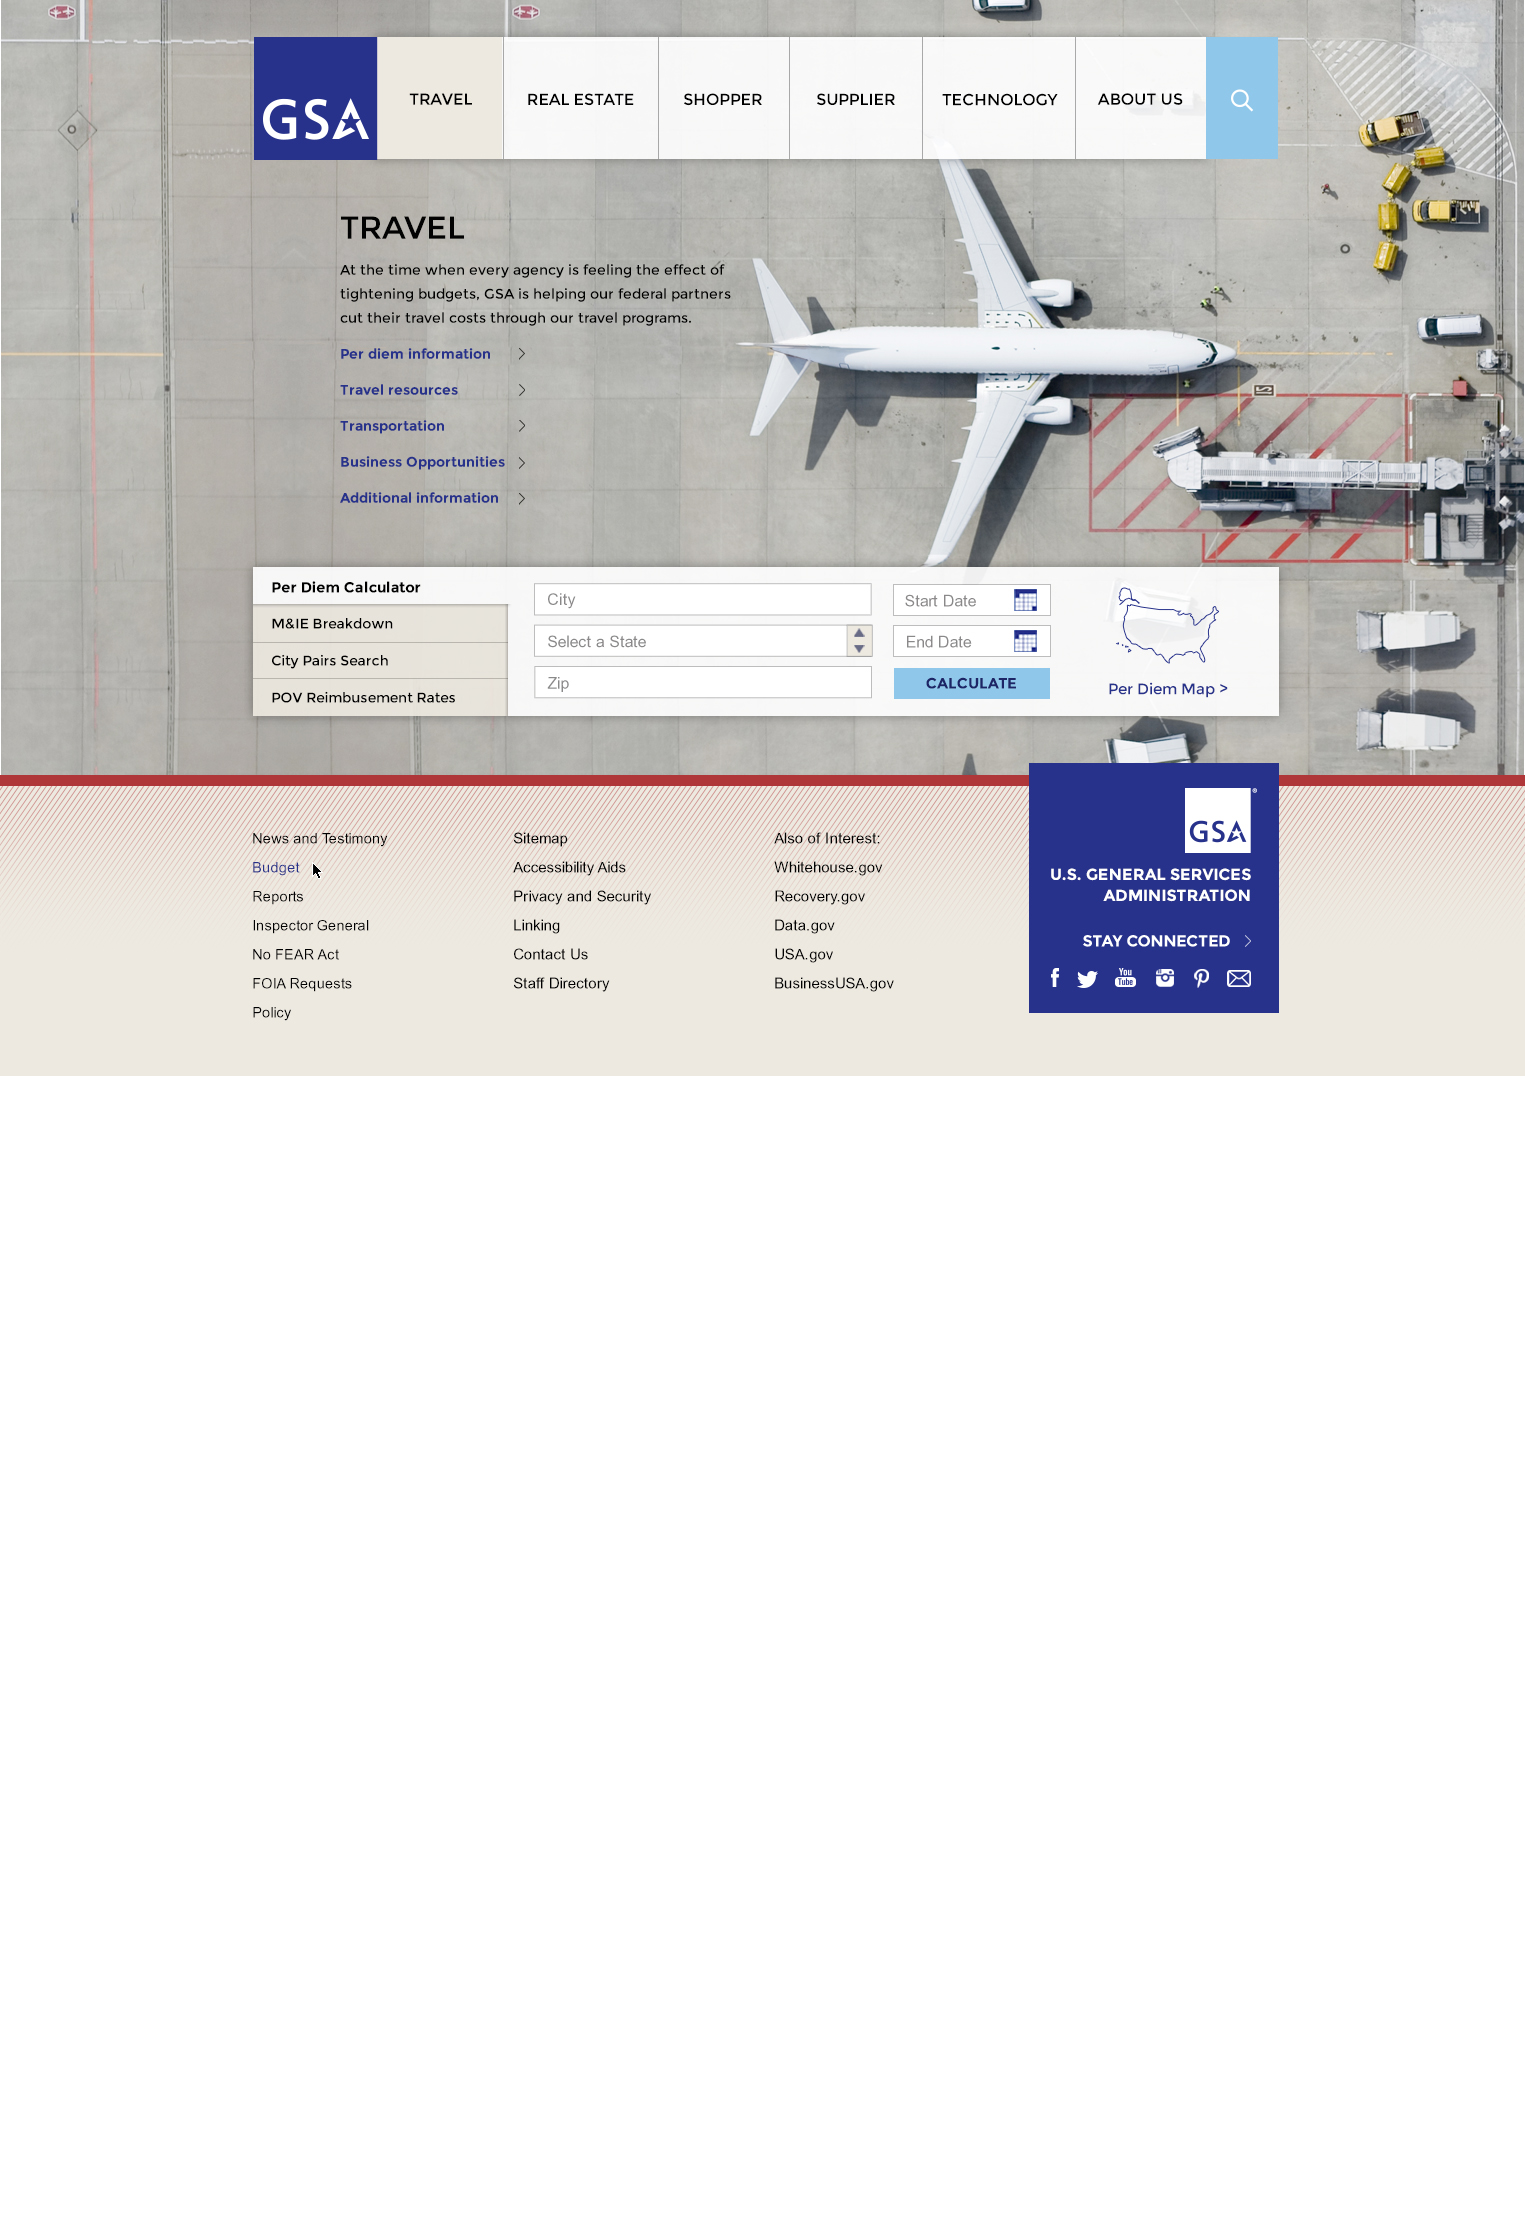 GSA
TRAVEL
REAL ESTATE
SHOPPER
SUPPLIER
TECHNOLOGY
ABOUT US
TRAVEL
At the time when every agency is feeling the effect of
tightening budgets, GSA is helping our federal partners
cut their travel costs through our travel programs.
Per diem information
Travel resources
Transportation
Business Opportunities
Additional information
Per Diem Calculator
M&IE Breakdown
City Pairs Search
POV Reimbusement Rates
City
Select a State
Zip
Start Date
End Date
CALCULATE
Per Diem Map >
News and Testimony
Budget
Reports
Inspector General
No FEAR Act
FOIA Requests
Policy
Sitemap
Accessibility Aids
Privacy and Security
Linking
Contact Us
Staff Directory
Also of Interest:
Whitehouse.gov
Recovery.gov
Data.gov
USA.gov
BusinessUSA.gov
GSA®
U.S. GENERAL SERVICES
ADMINISTRATION
STAY CONNECTED
You
Tube